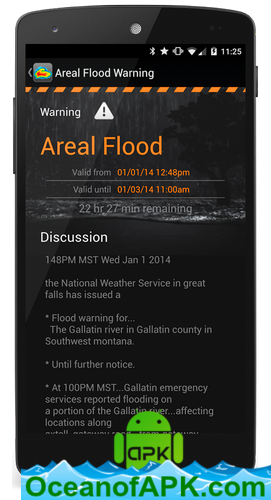 11:25
Areal Flood Warning
Warning
Areal Flood
Valid from 01/01/14 12:48pm
Valid until 01/03/14 11:00am
22 hr 27 min remaining
Discussion
148PM MST Wed Jan 1 2014
the National Weather Service in great
falls has issued a
* Flood warning for...
The Gallatin river in Gallatin county in
Southwest montana.
* Until further notice.
* At 100PM MST...Gallatin emergency
services reported flooding on
a portion of the Gallatin river...affecting
locations along
axtell gateway road
apk
OceanofAPK.com